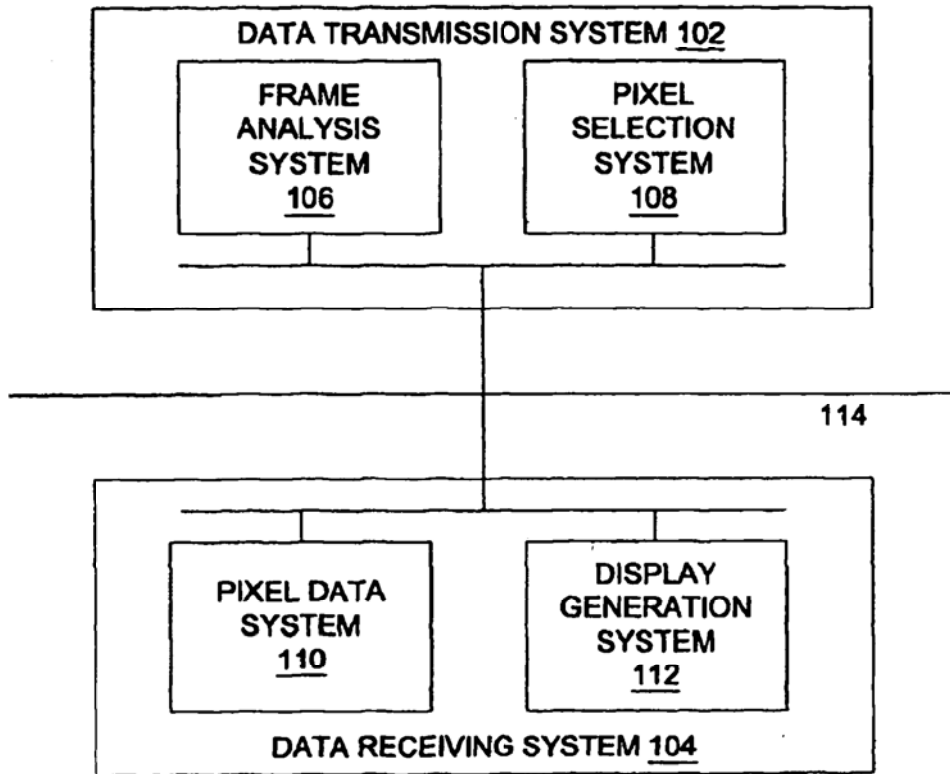 DATA TRANSMISSION SYSTEM 102
FRAME
ANALYSIS
SYSTEM
106
PIXEL
SELECTION
SYSTEM
108
114
PIXEL DATA
SYSTEM
110
DISPLAY
GENERATION
SYSTEM
112
DATA RECEIVING SYSTEM 104